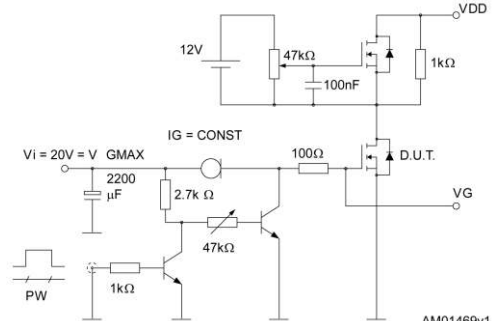 VDD
12V
47kΩ
1kΩ
100nF
IG = CONST
Vi = 20V = V GMAX
100Ω
D.U.T.
2200
μF
2.7k Ω
VG
47kΩ
1kΩ
PW
AM01469v1